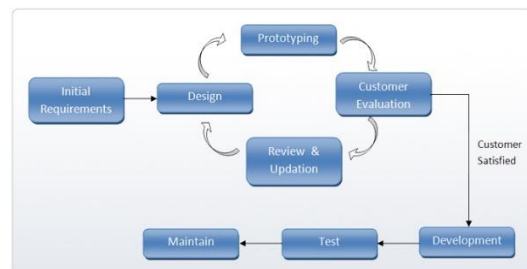 Prototyping
Initial
Requirements
Design
Customer
Evaluation
Review &
Updation
Customer
Satisfied
Maintain
Test
Development